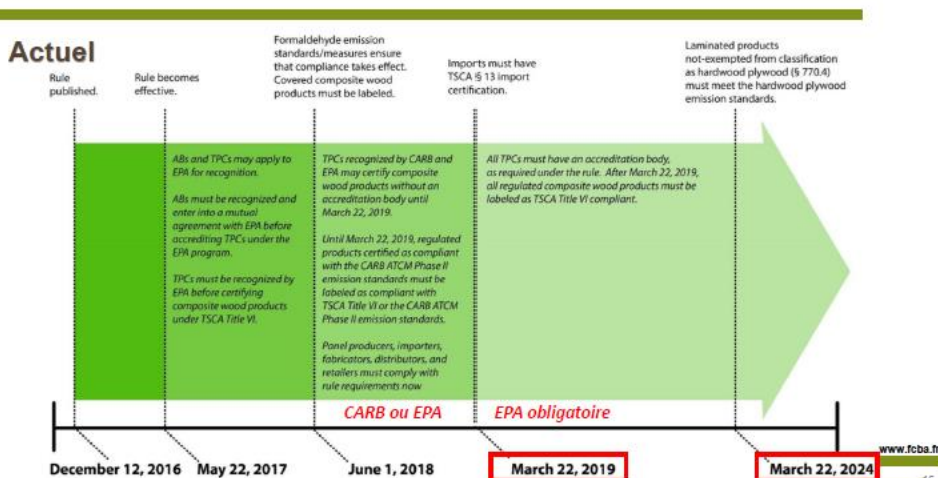 Actuel
Rule
published.
Rule becomes
effective.
Formaldehyde emission
standards/measures ensure
that compliance takes effect.
Covered composite wood
products must be labeled.
Imports must have
TSCA § 13 import
certification.
Laminated products
not-exempted from classification
as hardwood plywood (§ 770.4)
must meet the hardwood plywood
emission standards.
ABs and TPCs may apply to
EPA for recognition.
ABs must be recognized and
enter into a mutual
agreement with EPA before
accrediting TPCs under the
EPA program.
TPCs must be recognized by
EPA before certifying
composite wood products
under TSCA Title VI.
TPCs recognized by CARB and
EPA may certify composite
wood products without an
accreditation body until
March 22, 2019.
Until March 22, 2019, regulated
products certified as compliant
with the CARB ATCM Phase II
emission standards must be
labeled as compliant with
TSCA Title VI or the CARB ATCM
Phase II emission standards.
Panel producers, importers,
fabricators, distributors, and
retailers must comply with
rule requirements now
All TPCs must have an accreditation body,
as required under the rule. After March 22, 2019,
all regulated composite wood products must be
labeled as TSCA Title VI compliant.
CARB ou EPA
EPA obligatoire
December 12, 2016
May 22, 2017
June 1, 2018
March 22, 2019
March 22, 2024
www.fcba.fr